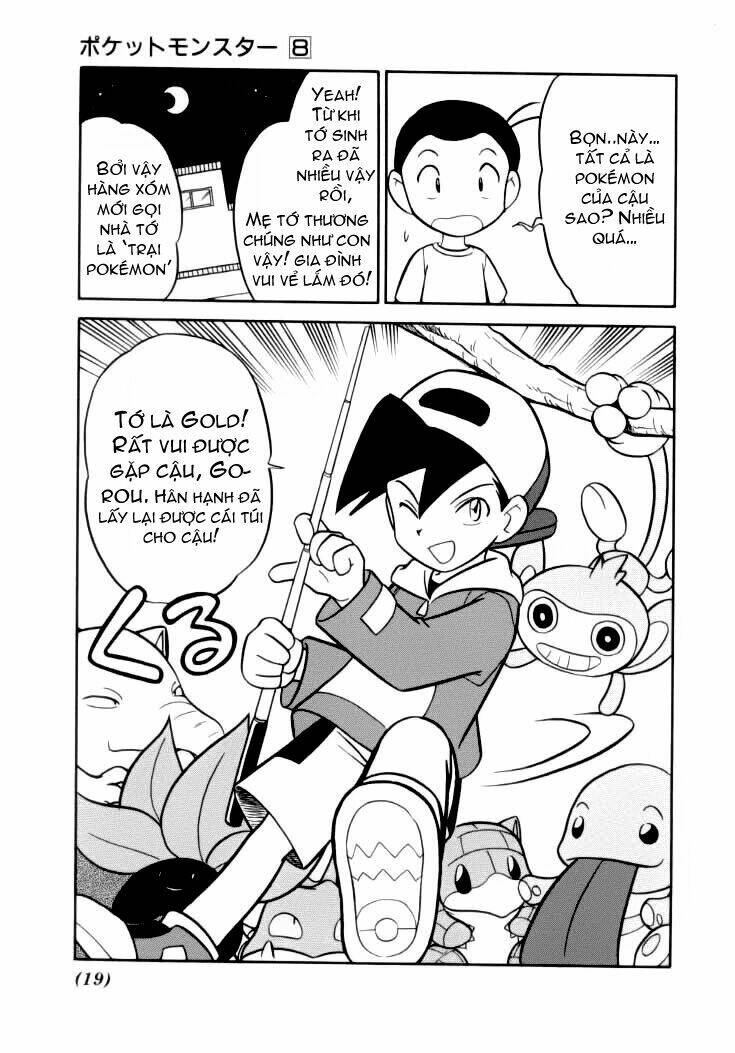 ポケットモンスター 8
BỌN..NÀY...
TẤT CẢ LÀ
POKÉMON
CỦA CẬU
SAO? NHIỀU
QUÁ...
YEAH!
TỪ KHI
TỚ SINH
RA ĐÃ
NHIỀU VẬY
RỒI,
MẸ TỚ THƯƠNG
CHÚNG NHƯ CON
VẬY! GIA ĐÌNH
VUI VẺ LẮM ĐÓ!
BỞI VẬY
HÀNG XÓM
MỚI GỌI
NHÀ TỚ
LÀ ‘TRẠI
POKÉMON’
TỚ LÀ GOLD!
RẤT VUI ĐƯỢC
GẶP CẬU, GO-
ROU. HÂN HẠNH ĐÃ
LẤY LẠI ĐƯỢC CÁI TÚI
CHO CẬU!
くる
(19)